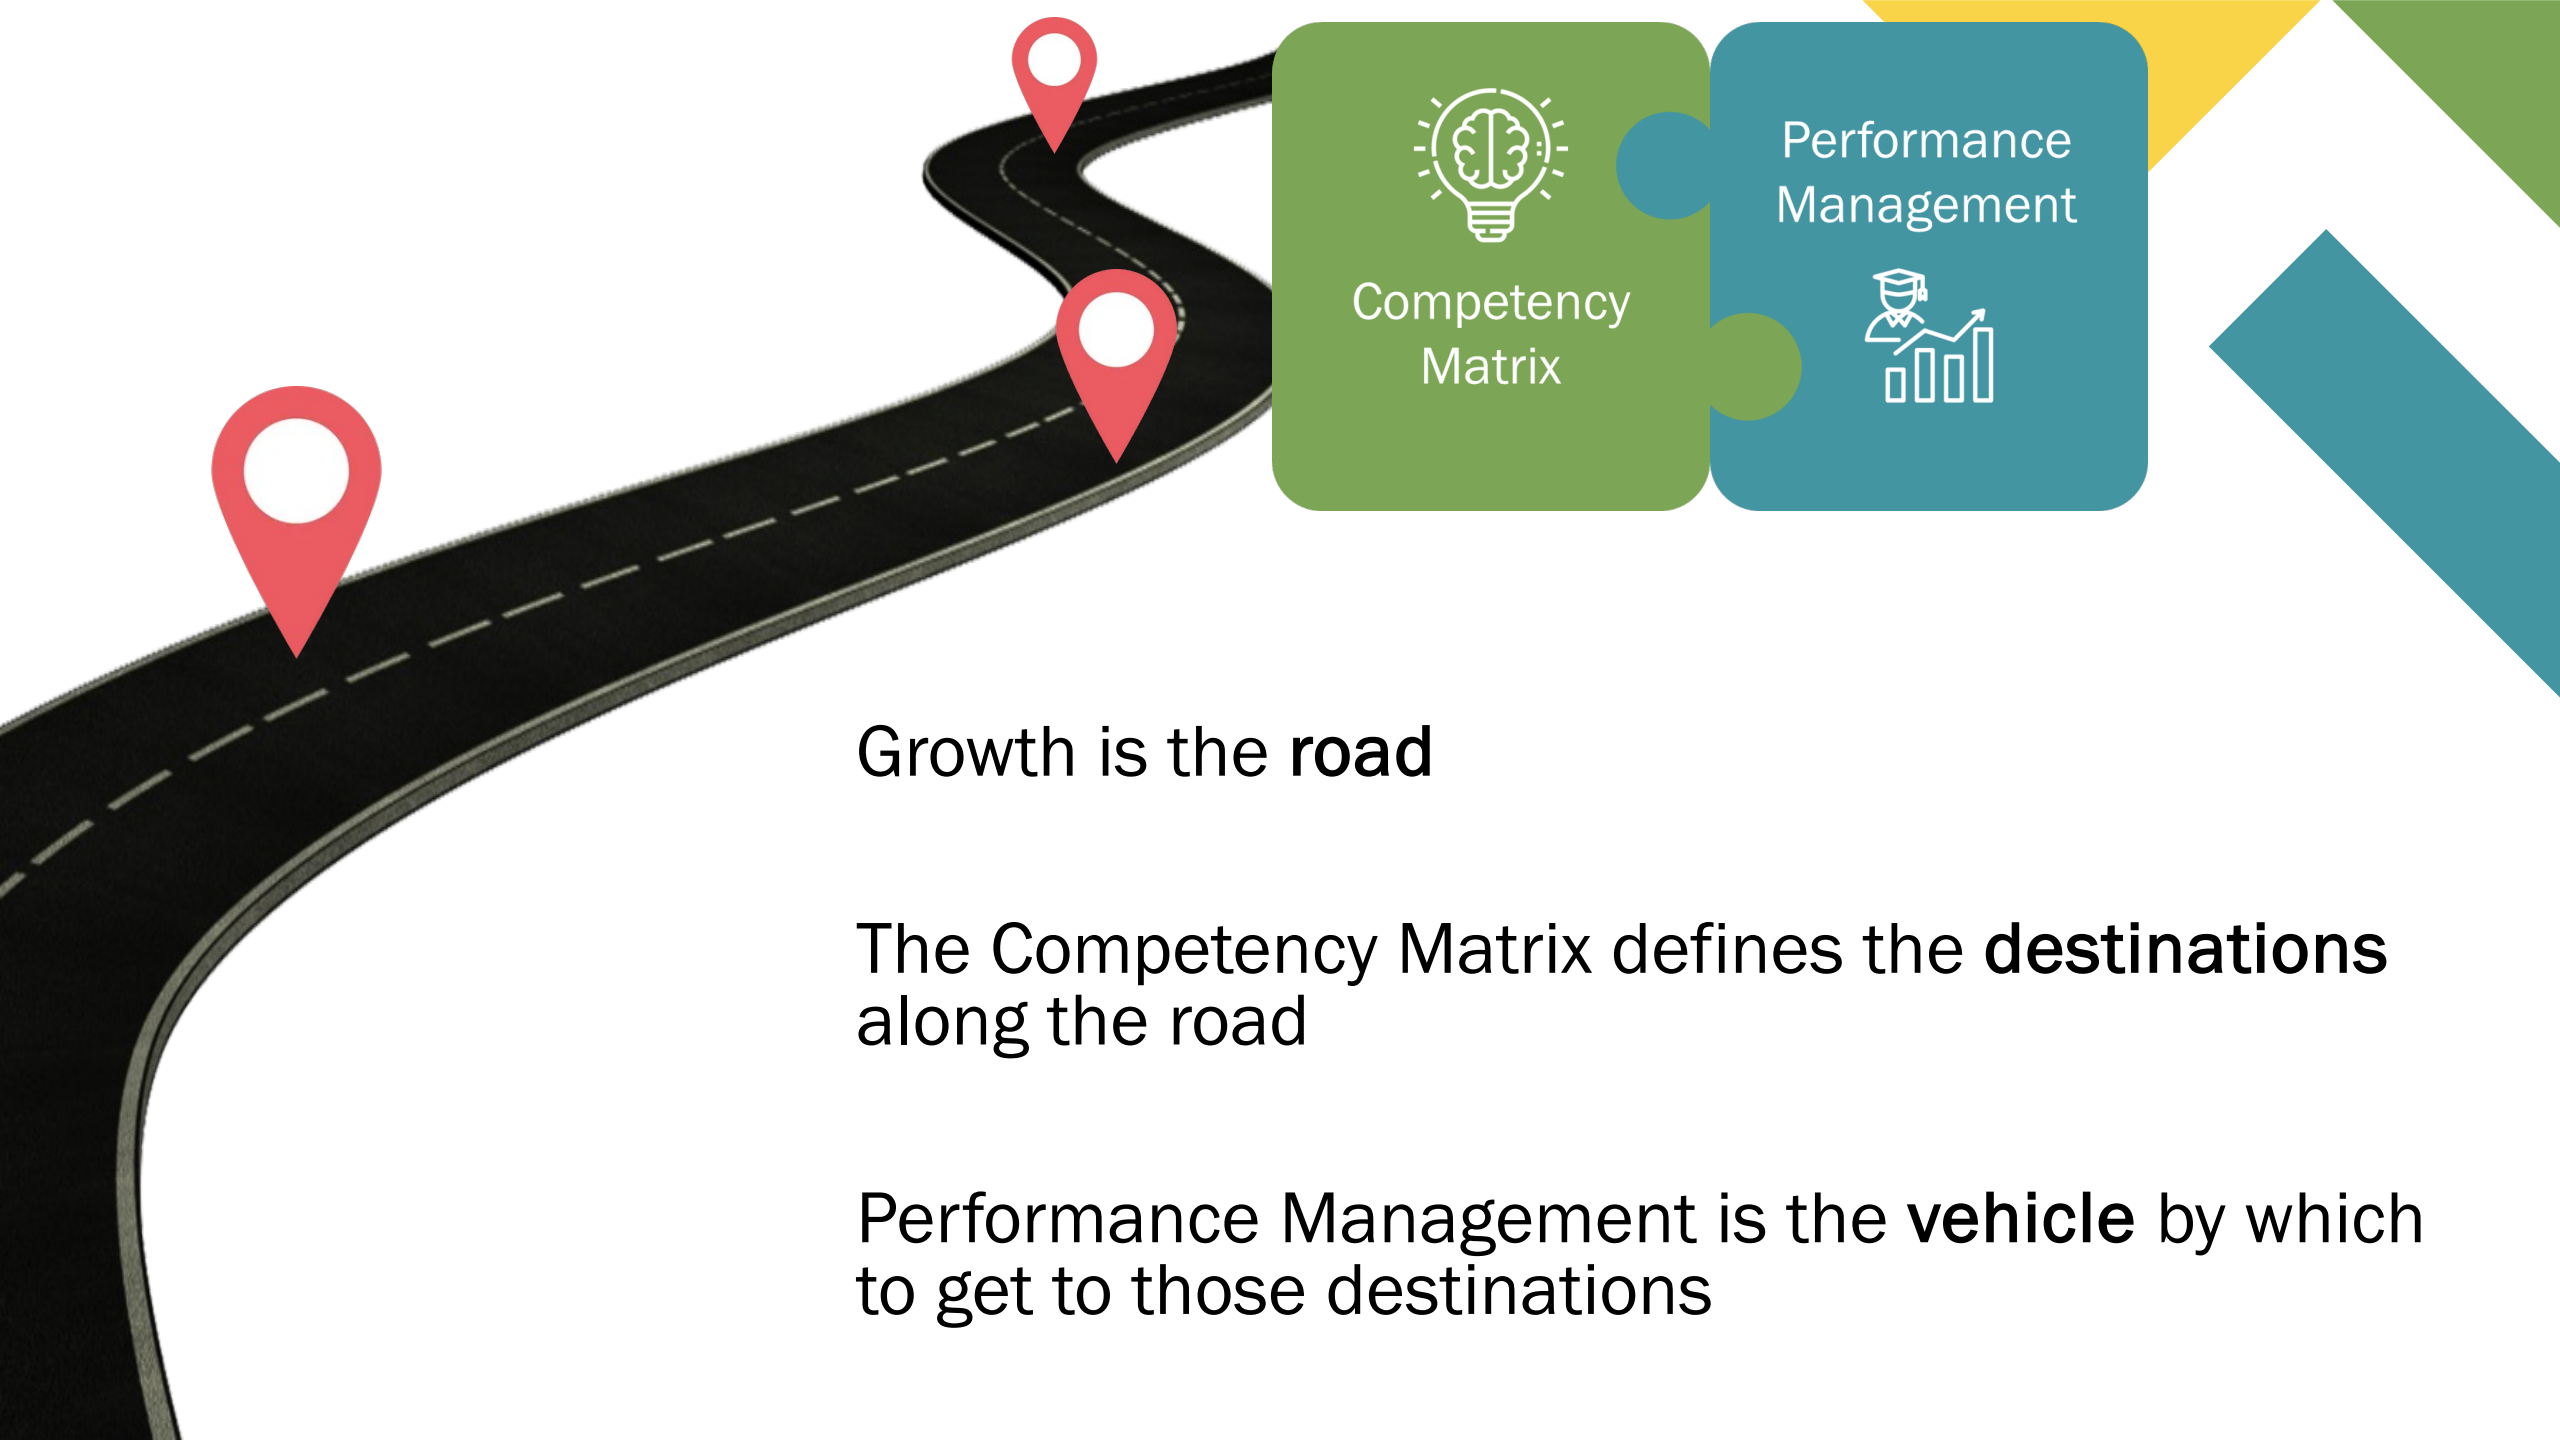 Competency
Matrix
Performance
Management
Growth is the road
The Competency Matrix defines the destinations
along the road
Performance Management is the vehicle by which
to get to those destinations